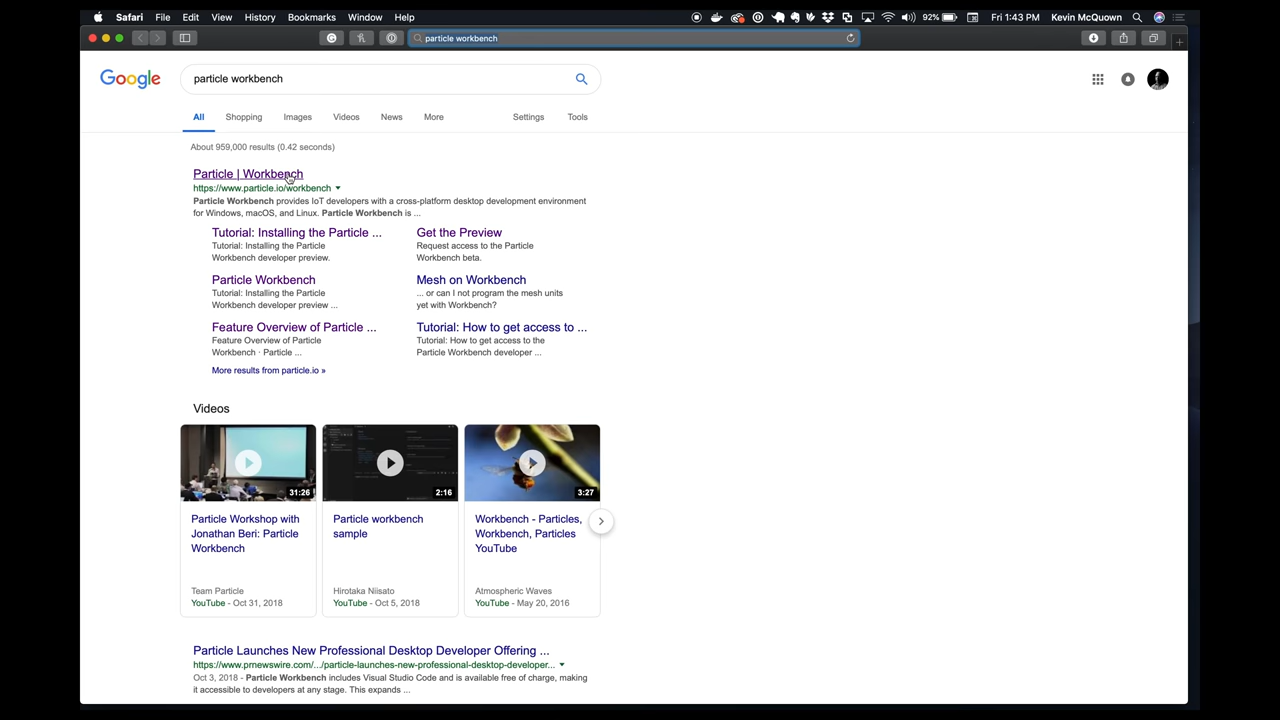 Safari File Edit View History Bookmarks Window Help 92% Fri 1:43 PM Kevin McQuown
particle workbench
Google particle workbench
All Shopping Images Videos News More Settings Tools
About 959,000 results (0.42 seconds)
Particle | Workbench
https://www.particle.io/workbench
Particle Workbench provides IoT developers with a cross-platform desktop development environment
for Windows, macOS, and Linux. Particle Workbench is ...
Tutorial: Installing the Particle ...
Tutorial: Installing the Particle
Workbench developer preview.
Get the Preview
Request access to the Particle
Workbench beta.
Particle Workbench
Tutorial: Installing the Particle
Workbench developer preview ...
Mesh on Workbench
... or can I not program the mesh units
yet with Workbench?
Feature Overview of Particle ...
Feature Overview of Particle
Workbench · Particle ...
Tutorial: How to get access to ...
Tutorial: How to get access to the
Particle Workbench developer ...
More results from particle.io »
Videos
31:26
Particle Workshop with
Jonathan Beri: Particle
Workbench
Team Particle
YouTube - Oct 31, 2018
2:16
Particle workbench
sample
Hirotaka Niisato
YouTube - Oct 5, 2018
3:27
Workbench - Particles,
Workbench, Particles
YouTube
Atmospheric Waves
YouTube - May 20, 2016
Particle Launches New Professional Desktop Developer Offering ...
https://www.prnewswire.com/.../particle-launches-new-professional-desktop-developer...
Oct 3, 2018 - Particle Workbench includes Visual Studio Code and is available free of charge, making
it accessible to developers at any stage. This expands ...